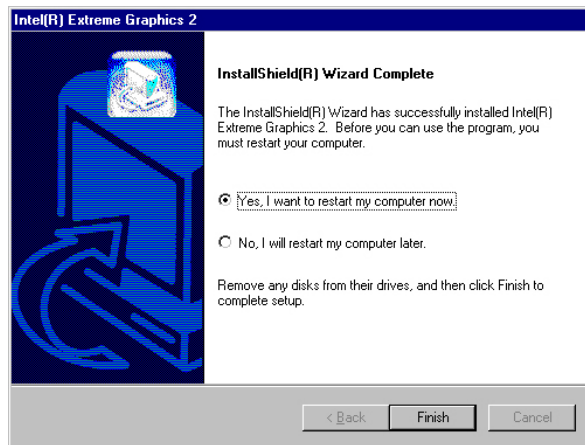 Intel(R) Extreme Graphics 2
InstallShield(R) Wizard Complete
The InstallShield(R) Wizard has successfully installed Intel(R)
Extreme Graphics 2. Before you can use the program, you
must restart your computer.
Yes, I want to restart my computer now.
No, I will restart my computer later.
Remove any disks from their drives, and then click Finish to
complete setup.
< Back Finish Cancel